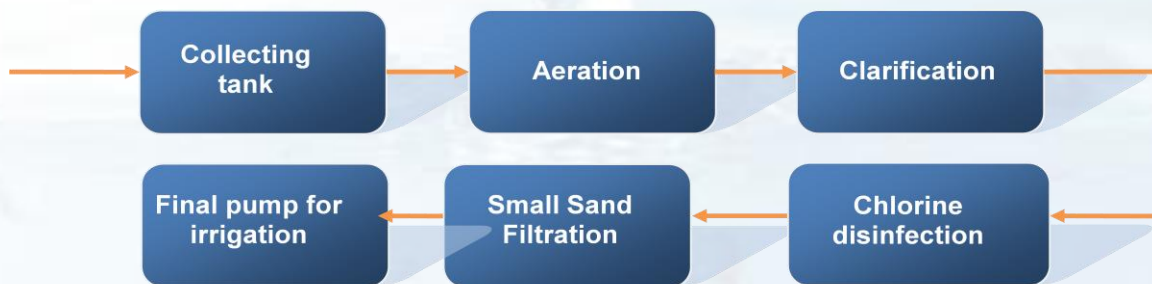 Collecting
tank
Aeration
Clarification
Final pump for
irrigation
Small Sand
Filtration
Chlorine
disinfection